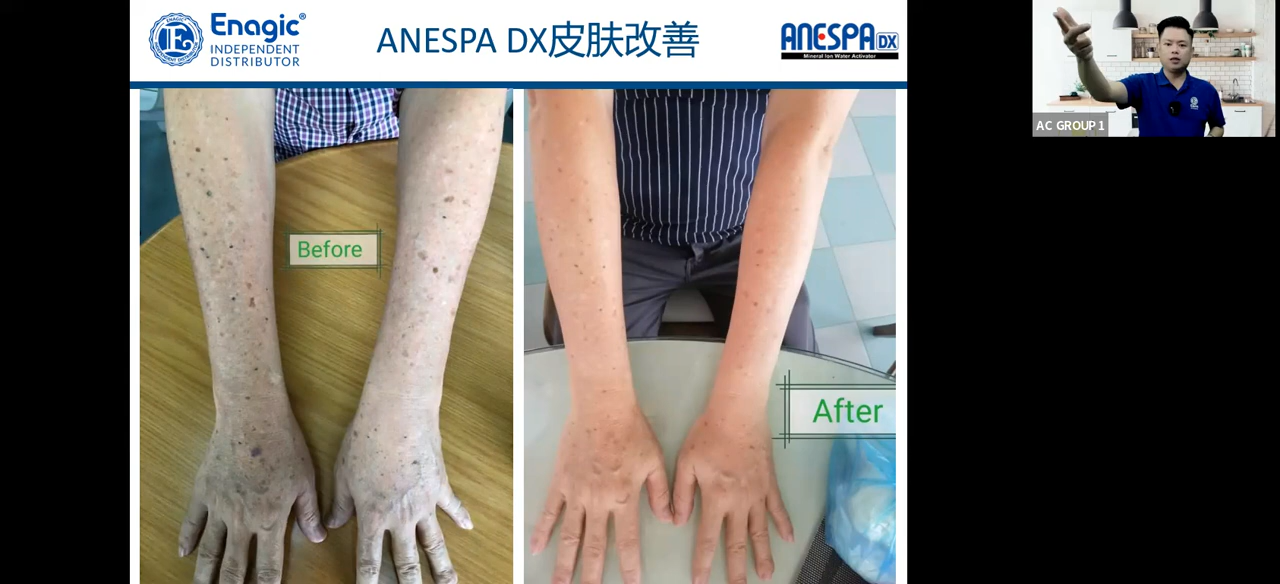 Enagic®
INDEPENDENT
DISTRIBUTOR
ANESPA DX皮肤改善
ANESPA DX
Mineral Ion Water Activator
AC GROUP 1
Before
After